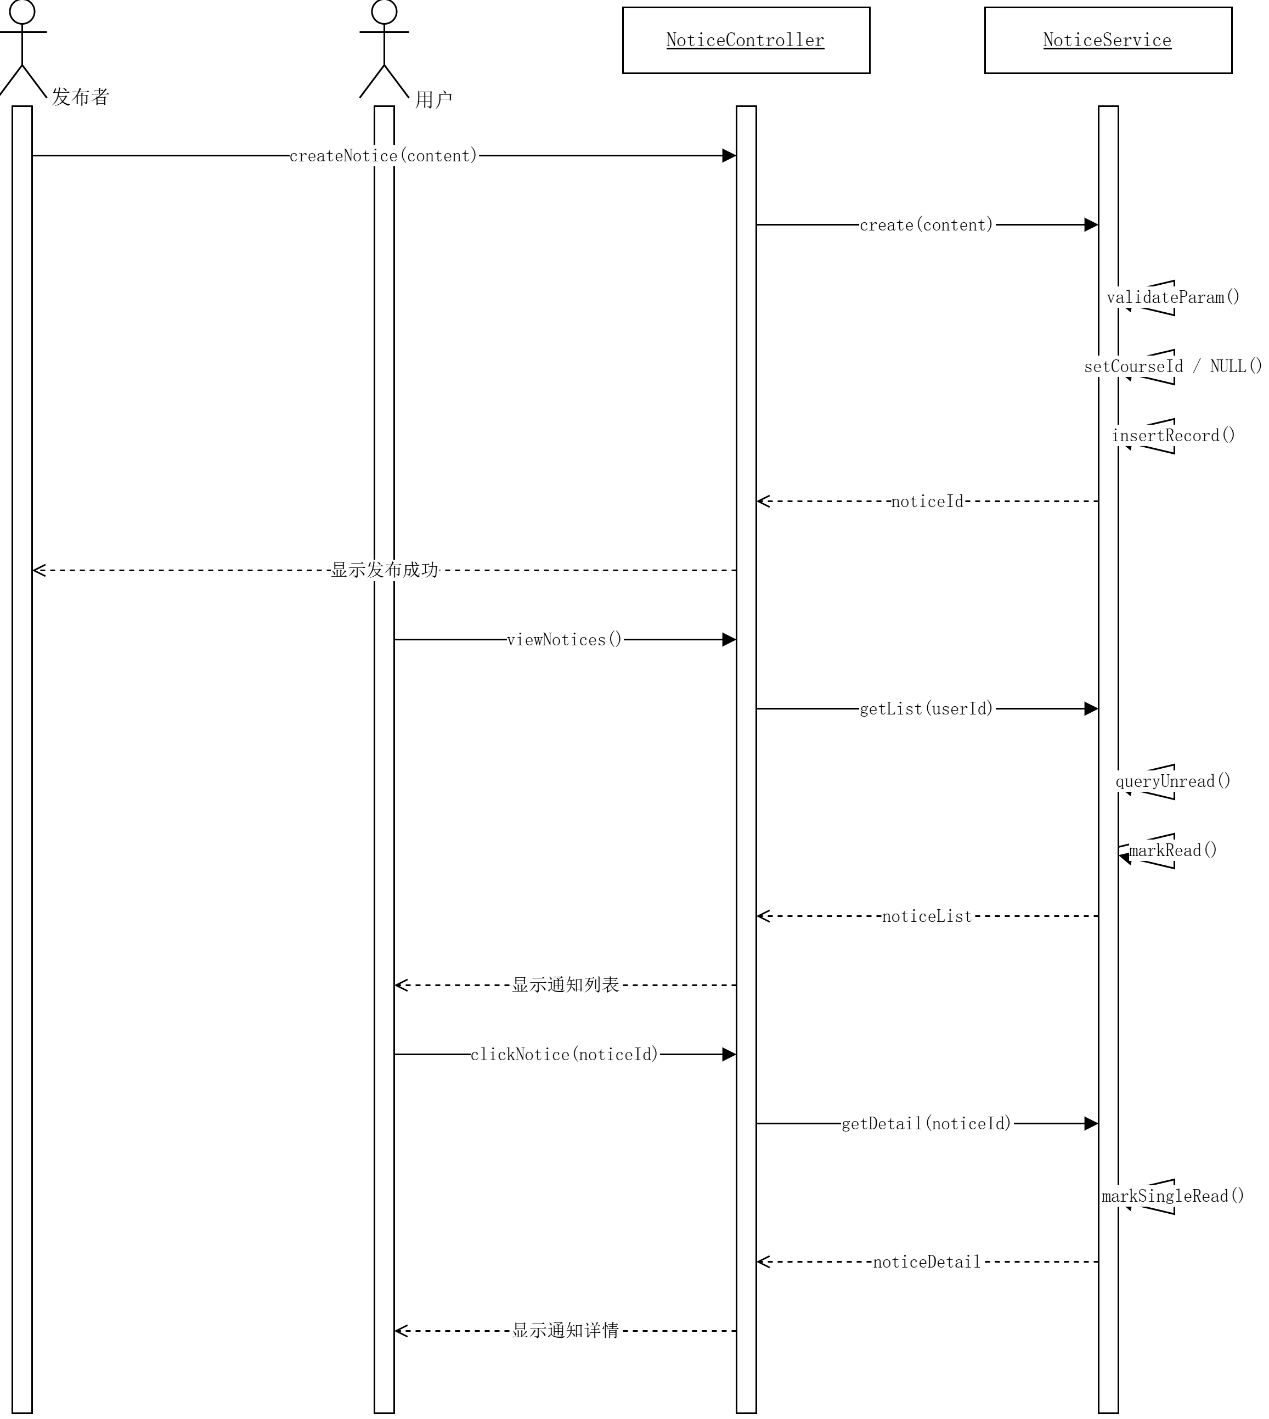 发布者
用户
NoticeController
NoticeService
createNotice(content)
create(content)
validateParam()
setCourseId / NULL()
insertRecord()
noticeId
显示发布成功
viewNotices()
getList(userId)
queryUnread()
markRead()
noticeList
显示通知列表
clickNotice(noticeId)
getDetail(noticeId)
markSingleRead()
noticeDetail
显示通知详情